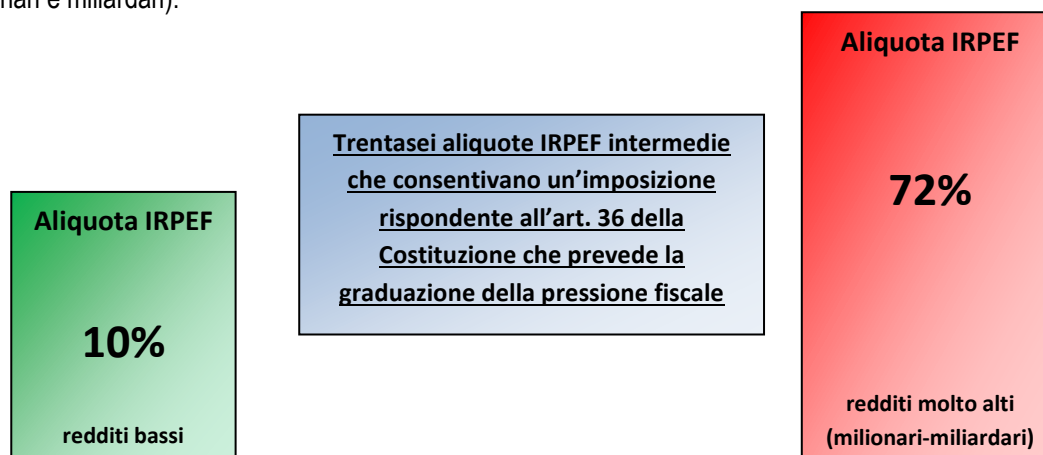 nari e miliardari).
Aliquota IRPEF
10%
redditi bassi
Trentasei aliquote IRPEF intermedie
che consentivano un'imposizione
rispondente all'art. 36 della
Costituzione che prevede la
graduazione della pressione fiscale
Aliquota IRPEF
72%
redditi molto alti
(milionari-miliardari)